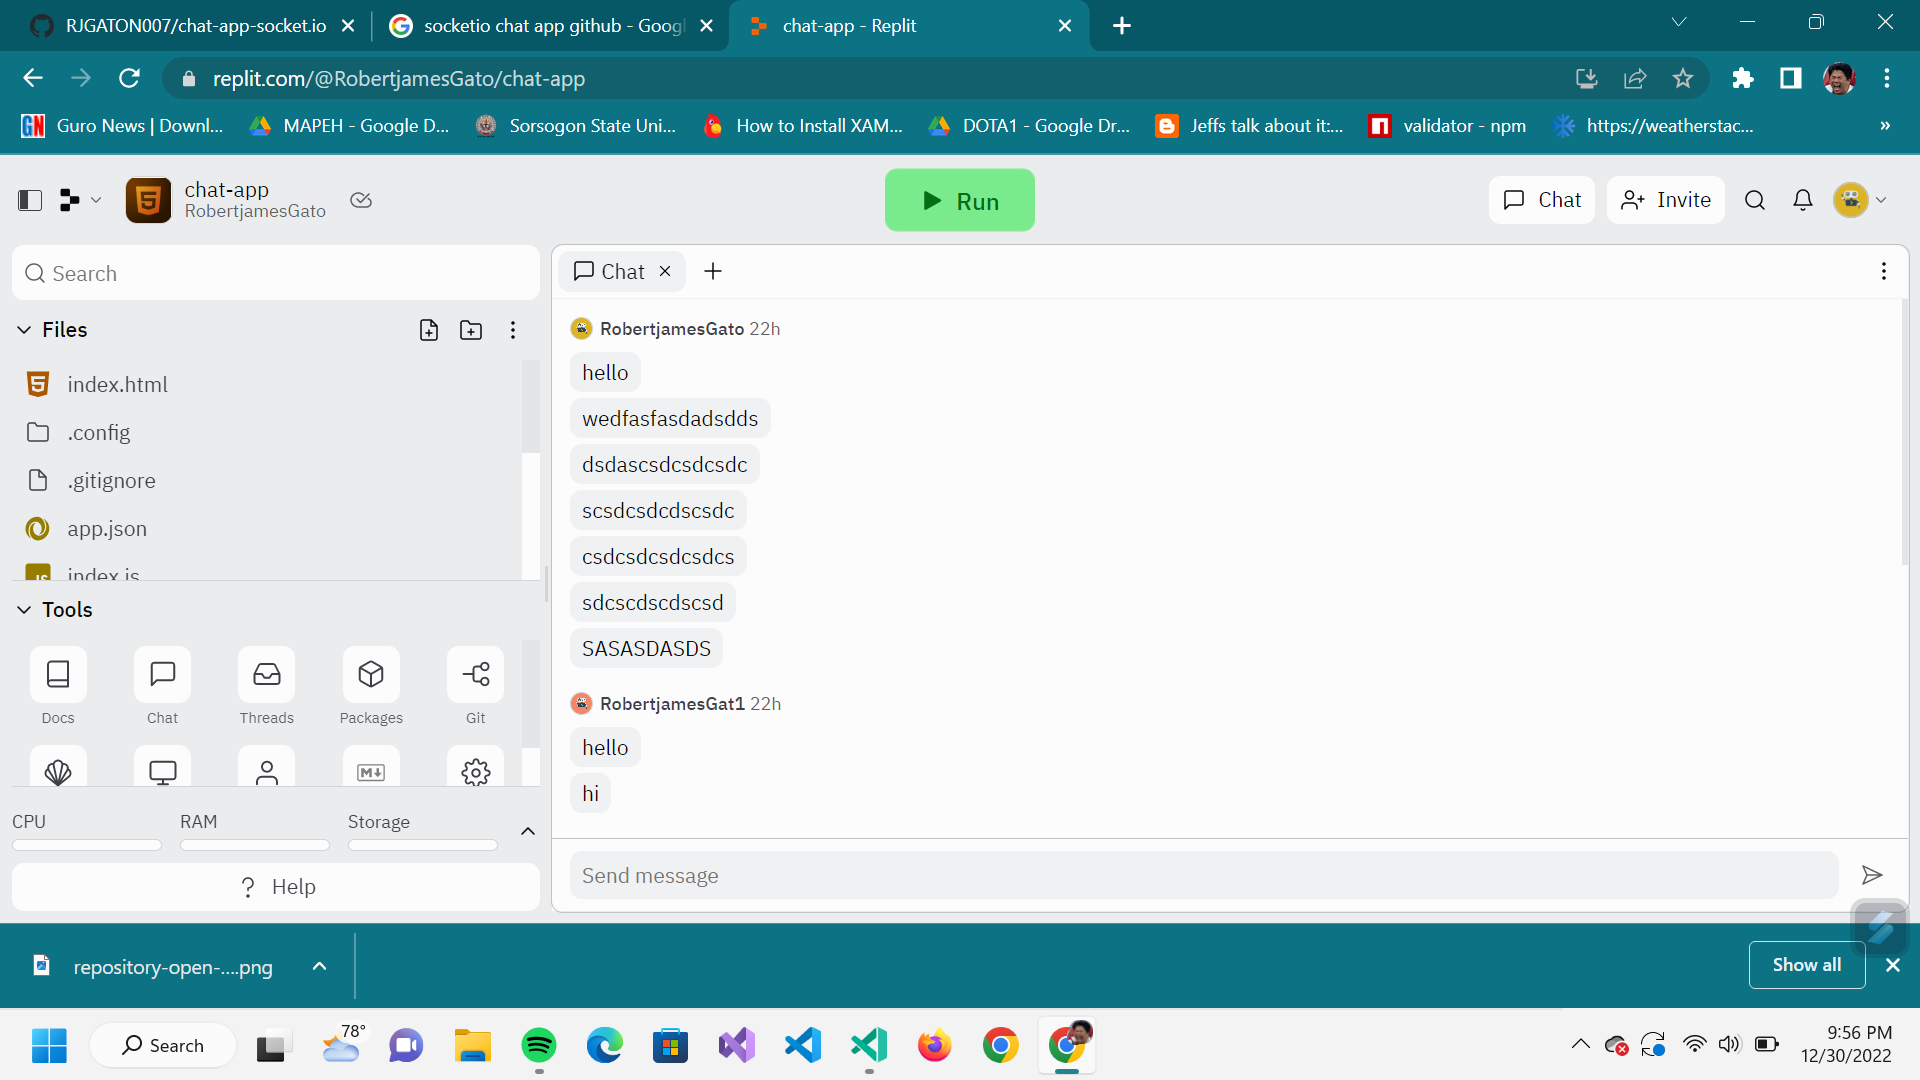 RJGATON007/chat-app-socket.io
socketio chat app github - Googl
chat-app - Replit
replit.com/@RobertjamesGato/chat-app
GN Guro News | Downl...
MAPEH - Google D...
Sorsogon State Uni...
How to Install XAM...
DOTA1 - Google Dr...
Jeffs talk about it:...
validator - npm
https://weatherstac...
»
chat-app
RobertjamesGato
Run
Chat
Invite
Search
Files
index.html
.config
.gitignore
app.json
JS index.js
Tools
Docs
Chat
Threads
Packages
Git
CPU
RAM
Storage
? Help
Chat
RobertjamesGato 22h
hello
wedfasfasdadsdds
dsdascsdcsdcsdc
scsdcsdcdscsdc
csdcsdcsdcsdcs
sdcscdscdscsd
SASASDASDS
RobertjamesGat1 22h
hello
hi
Send message
repository-open-....png
Show all
Search
78°
9:56 PM
12/30/2022